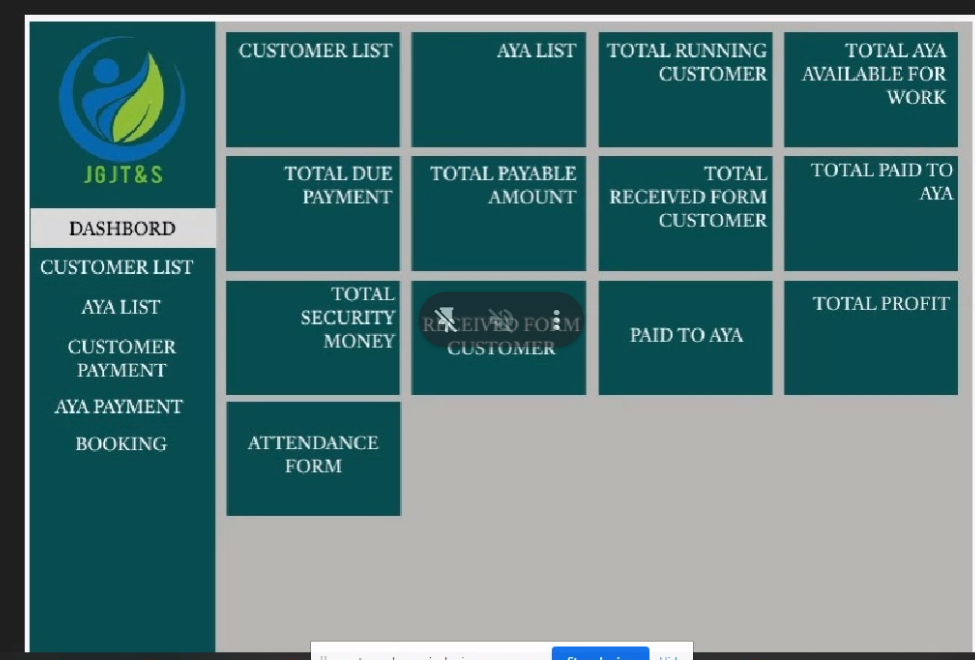 JGJT&S
DASHBORD
CUSTOMER LIST
AYA LIST
CUSTOMER
PAYMENT
AYA PAYMENT
BOOKING
CUSTOMER LIST
AYA LIST
TOTAL RUNNING
CUSTOMER
TOTAL AYA
AVAILABLE FOR
WORK
TOTAL DUE
PAYMENT
TOTAL PAYABLE
AMOUNT
TOTAL
RECEIVED FORM
CUSTOMER
TOTAL PAID TO
AYA
TOTAL
SECURITY
MONEY
RECEIVED FORM
CUSTOMER
PAID TO AYA
TOTAL PROFIT
ATTENDANCE
FORM